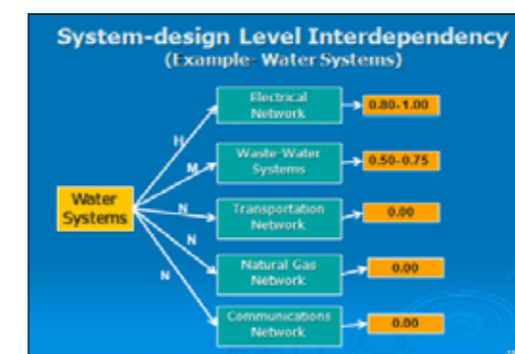 System-design Level Interdependency
(Example- Water Systems)
Electrical
Network
0.80-1.00
H
Waste-Water
Systems
0.50-0.75
M
Water
Systems
N
Transportation
Network
0.00
N
Natural Gas
Network
0.00
N
Communications
Network
0.00